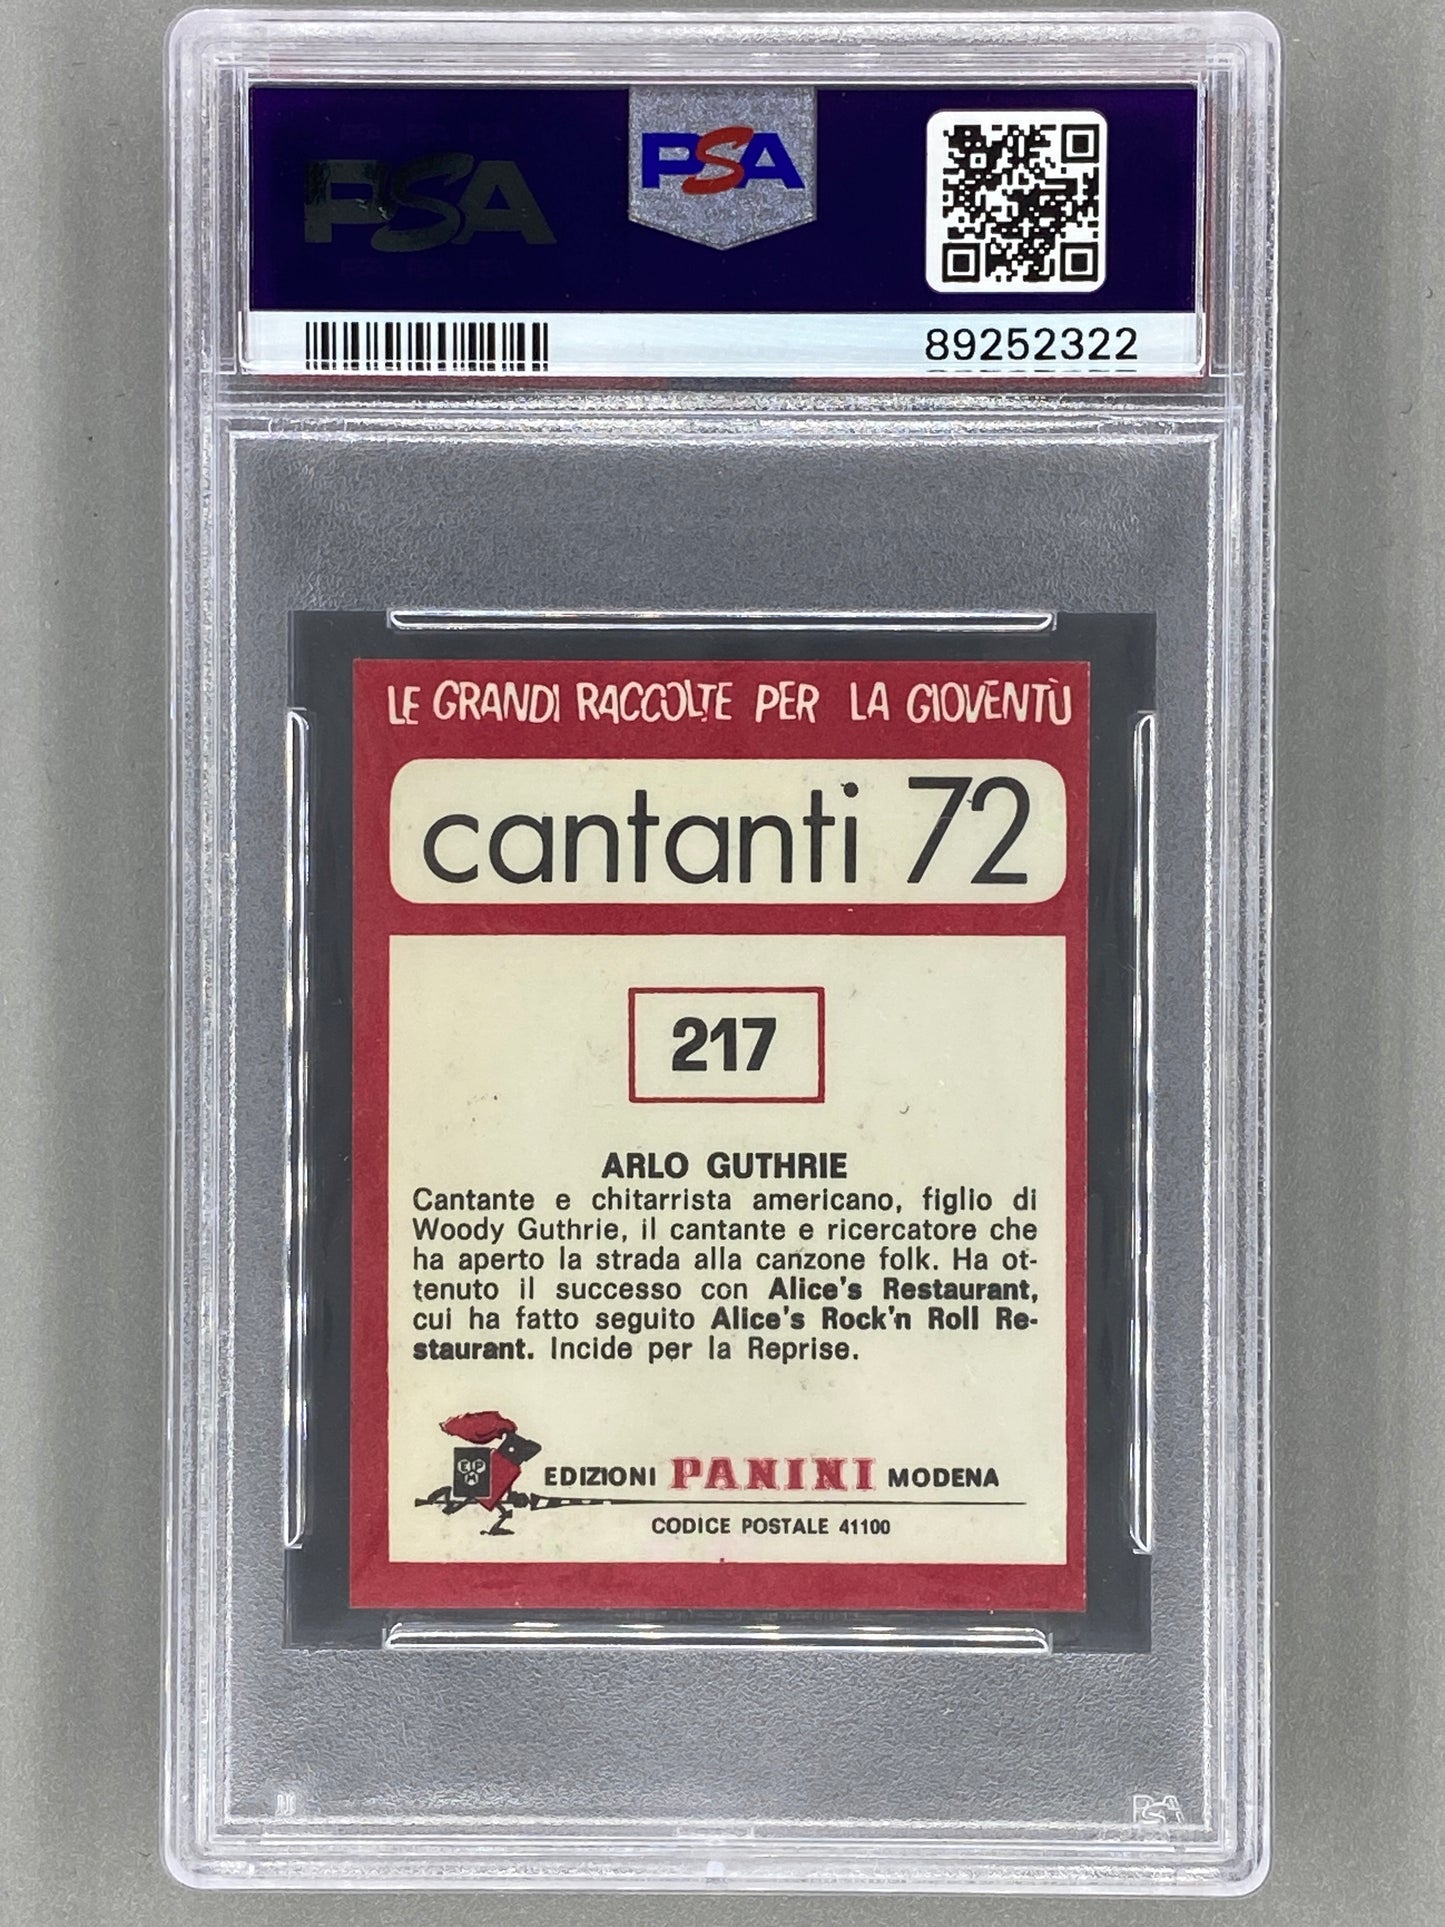 PSA
PSA
89252322
LE GRANDI RACCOLTE PER LA GIOVENTÙ
cantanti 72
217
ARLO GUTHRIE
Cantante e chitarrista americano, figlio di
Woody Guthrie, il cantante e ricercatore che
ha aperto la strada alla canzone folk. Ha ot-
tenuto il successo con Alice's Restaurant,
cui ha fatto seguito Alice's Rock'n Roll Re-
staurant. Incide per la Reprise.
EPM
EDIZIONI PANINI MODENA
CODICE POSTALE 41100
PSA